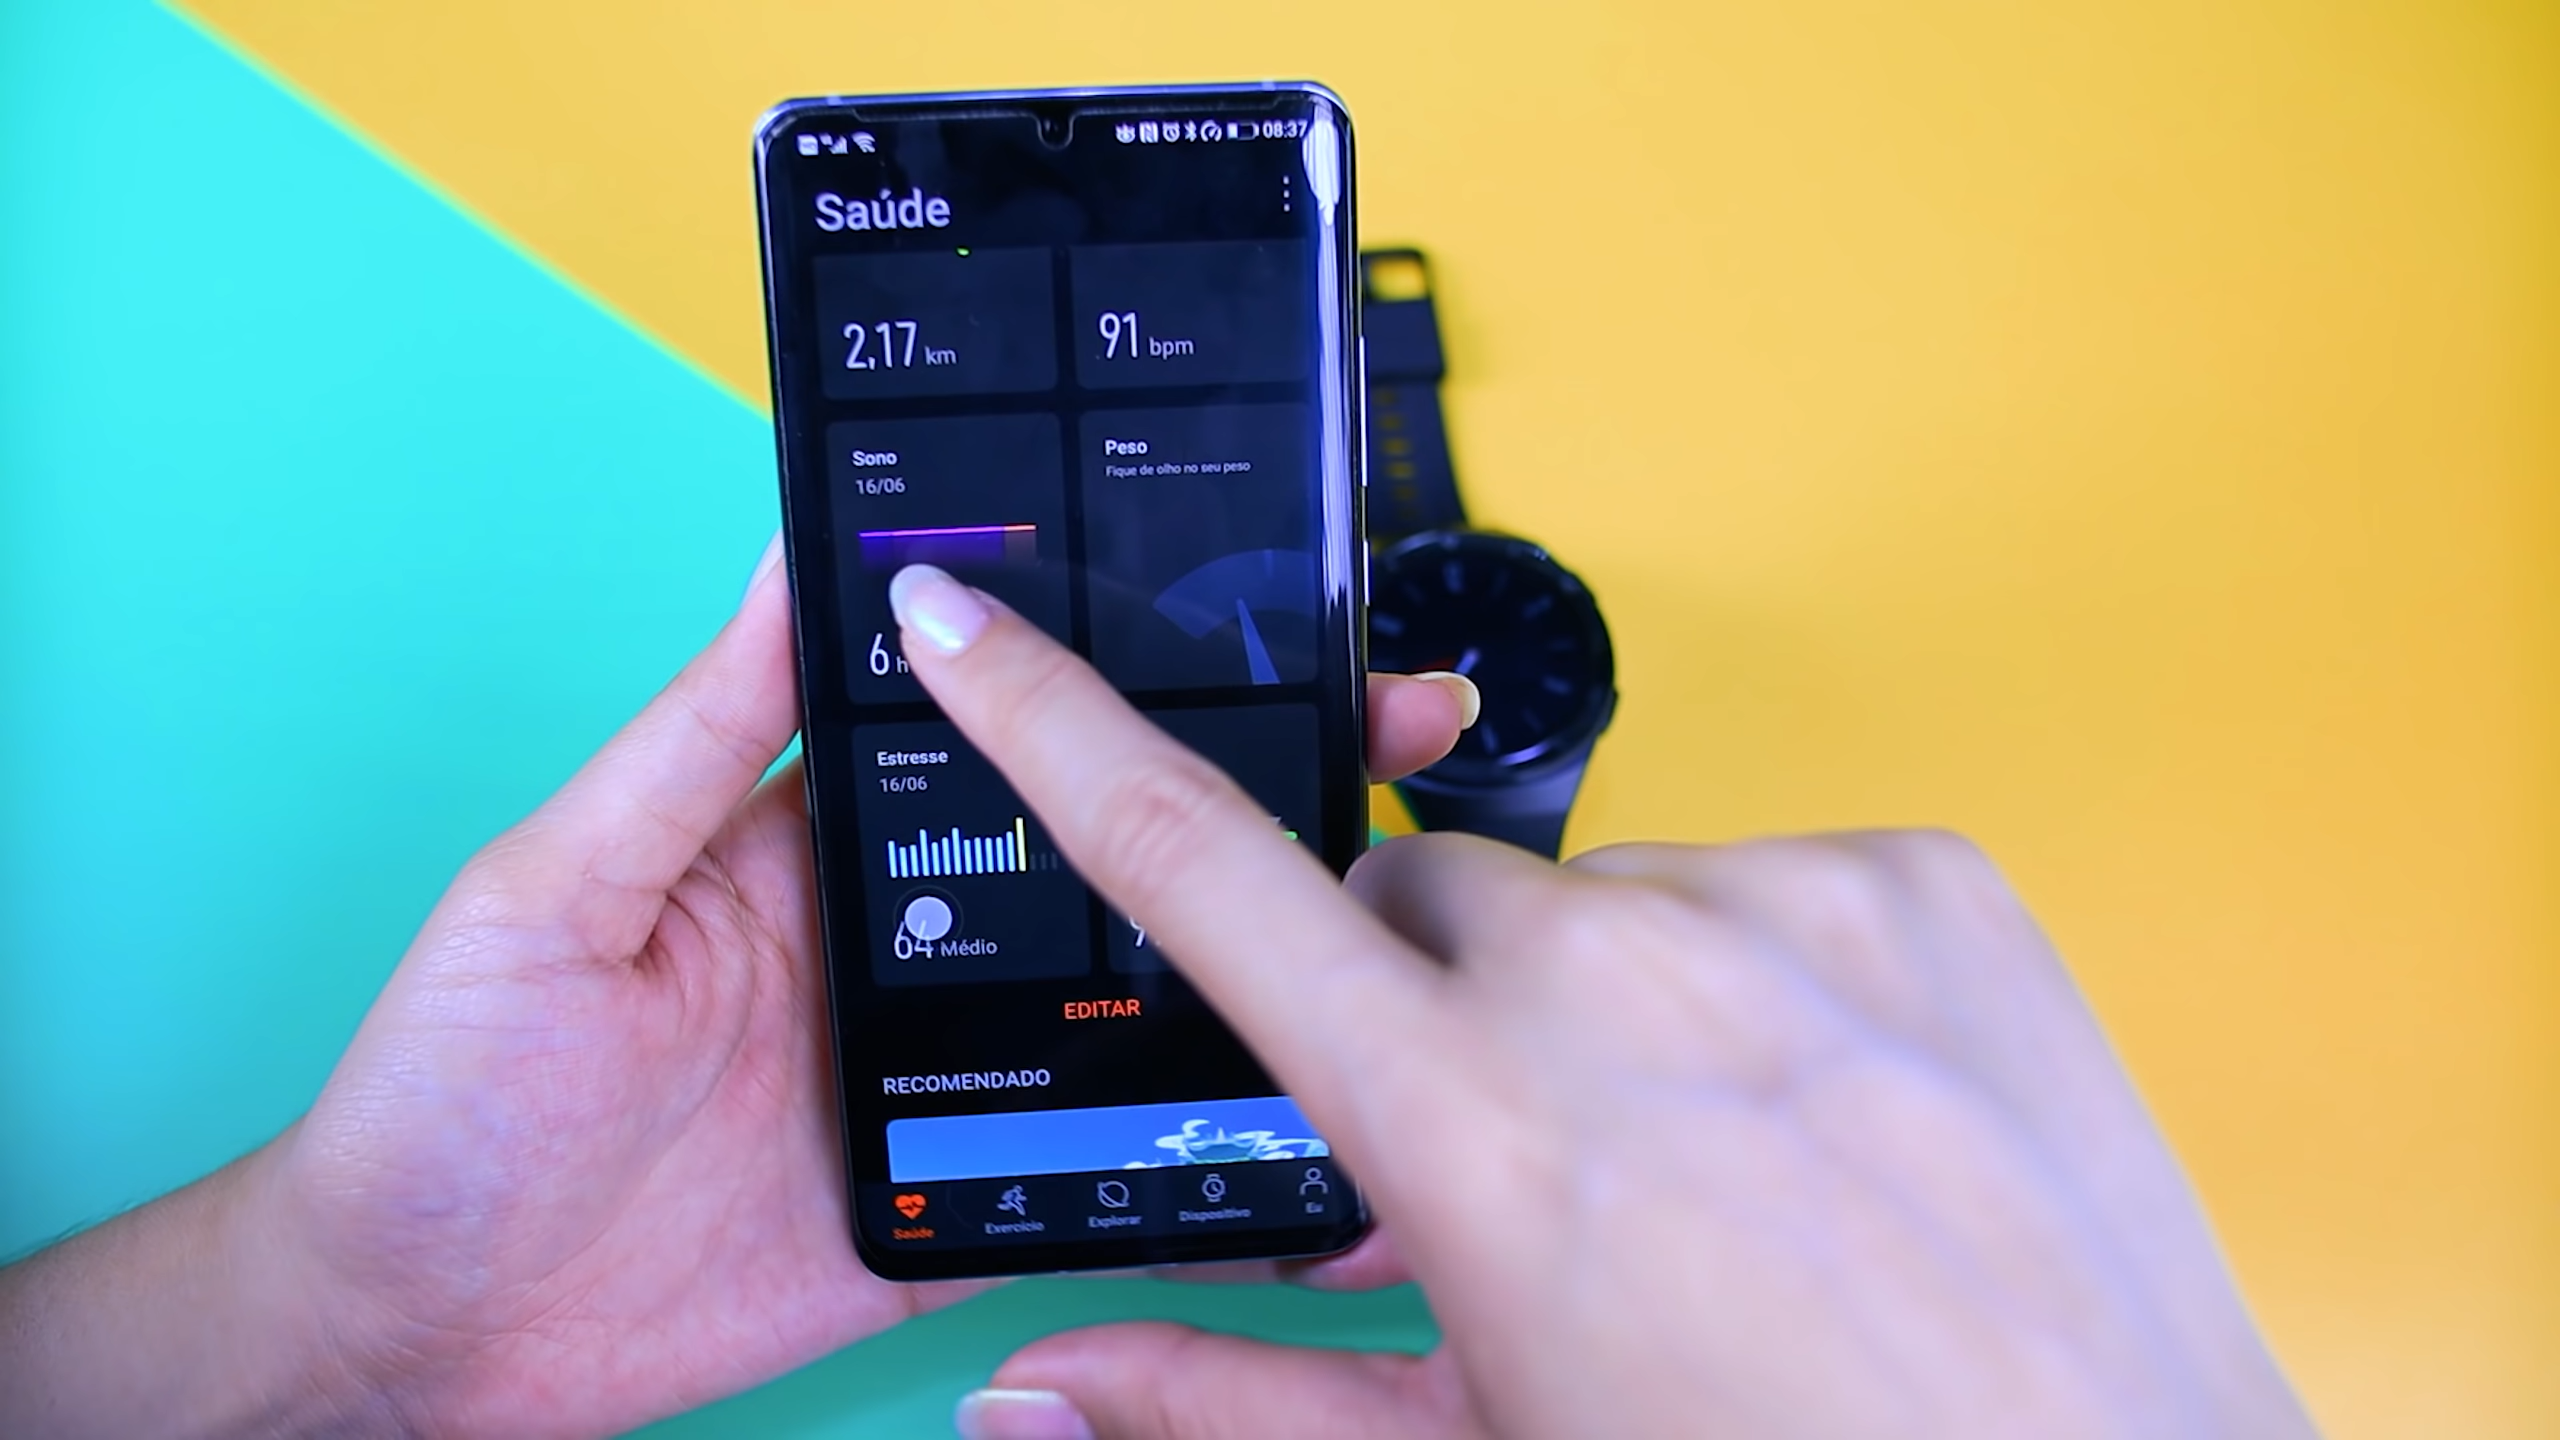 08:37
Saúde
2,17 km
91 bpm
Sono
16/06
Peso
Fique de olho no seu peso
6 h
Estresse
16/06
64 Médio
EDITAR
RECOMENDADO
Saúde
Exercício
Explorar
Dispositivo
Eu